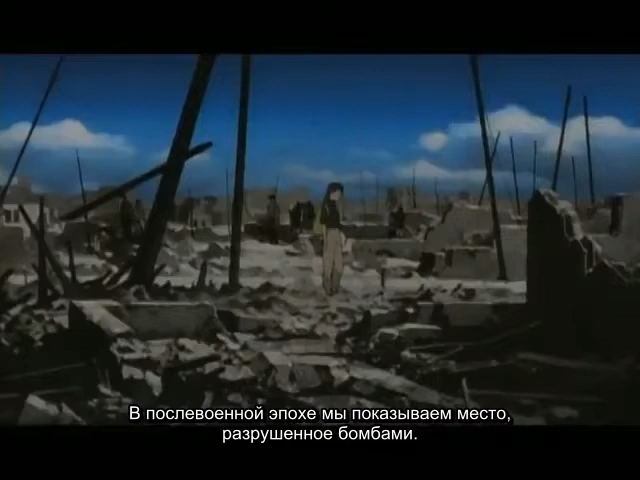 В послевоенной эпохе мы показываем место,
разрушенное бомбами.